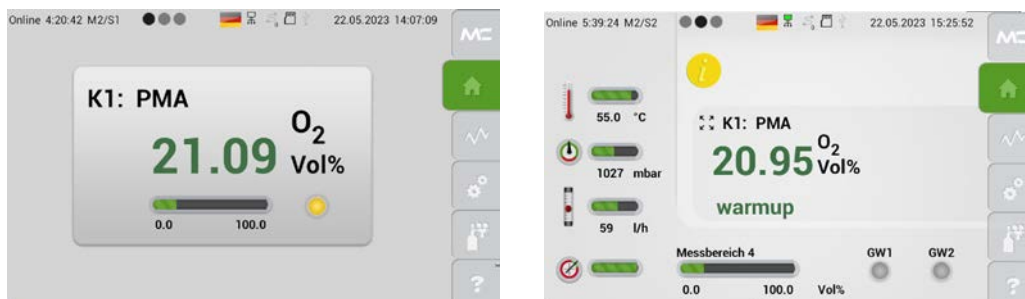 Online 4:20:42 M2/S1 22.05.2023 14:07:09
MC
K1: PMA
O2
21.09 Vol%
0.0 100.0
?
Online 5:39:24 M2/S2 22.05.2023 15:25:52
MC
i
55.0 °C
K1: PMA
O2
20.95 Vol%
1027 mbar
warmup
59 l/h
Messbereich 4 GW1 GW2
0.0 100.0 Vol%
?